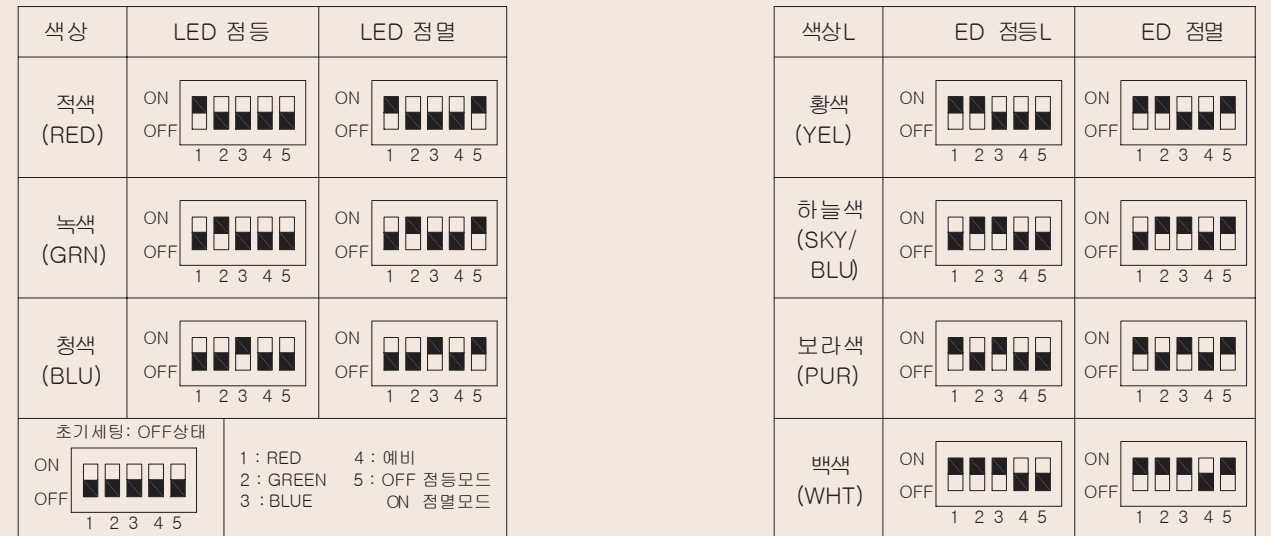 색상 LED 점등 LED 점멸
적색
(RED)
ON
OFF
1 2 3 4 5
ON
OFF
1 2 3 4 5
녹색
(GRN)
ON
OFF
1 2 3 4 5
ON
OFF
1 2 3 4 5
청색
(BLU)
ON
OFF
1 2 3 4 5
ON
OFF
1 2 3 4 5
초기세팅: OFF상태
ON
OFF
1 2 3 4 5
1 : RED 4 : 예비
2 : GREEN 5 : OFF 점등모드
3 : BLUE ON 점멸모드
색상L ED 점등L ED 점멸
황색
(YEL)
ON
OFF
1 2 3 4 5
ON
OFF
1 2 3 4 5
하늘색
(SKY/
BLU)
ON
OFF
1 2 3 4 5
ON
OFF
1 2 3 4 5
보라색
(PUR)
ON
OFF
1 2 3 4 5
ON
OFF
1 2 3 4 5
백색
(WHT)
ON
OFF
1 2 3 4 5
ON
OFF
1 2 3 4 5